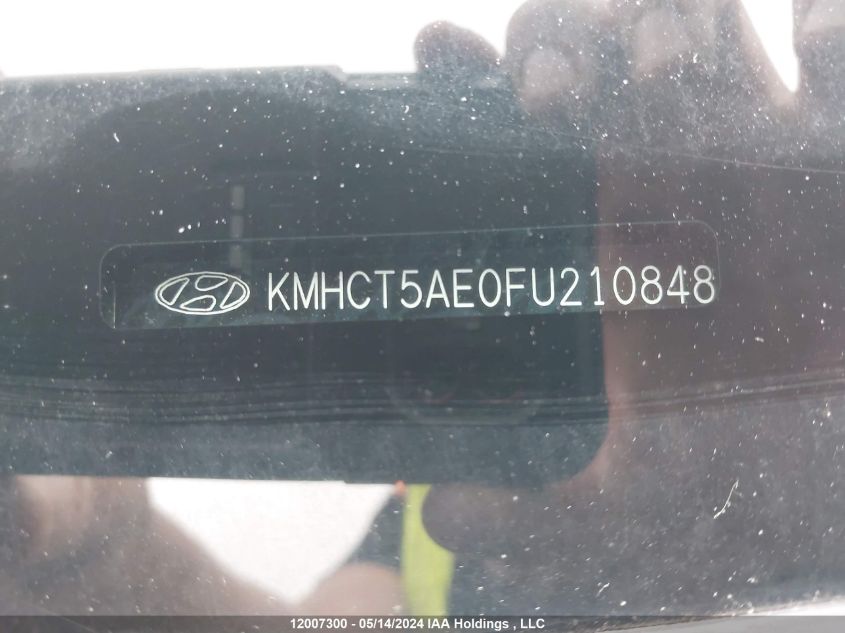 KMHCT5AE0FU210848
12007300 - 05/14/2024 IAA Holdings , LLC